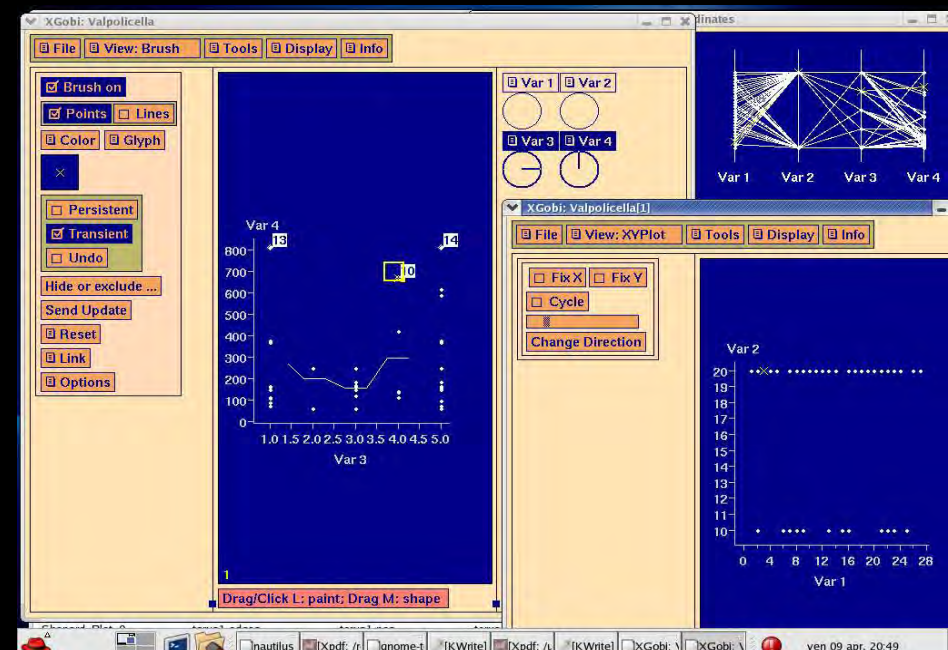 XGobi: Valpolicella
File View: Brush Tools Display Info
Brush on
Points Lines
Color Glyph
Persistent
Transient
Undo
Hide or exclude ...
Send Update
Reset
Link
Options
Var 4
13
14
10
800
700
600
500
400
300
200
100
0
1.0 1.5 2.0 2.5 3.0 3.5 4.0 4.5 5.0
Var 3
1
Drag/Click L: paint; Drag M: shape
Var 1 Var 2
Var 3 Var 4
dinates
Var 1 Var 2 Var 3 Var 4
XGobi: Valpolicella[1]
File View: XYPlot Tools Display Info
Fix X Fix Y
Cycle
Change Direction
Var 2
20
19
18
17
16
15
14
13
12
11
10
0 4 8 12 16 20 24 28
Var 1
nautilus [Xpdf: /r gnome-t [KWrite] [Xpdf: /u [KWrite] XGobi: V XGobi: V ven 09 apr, 20:49